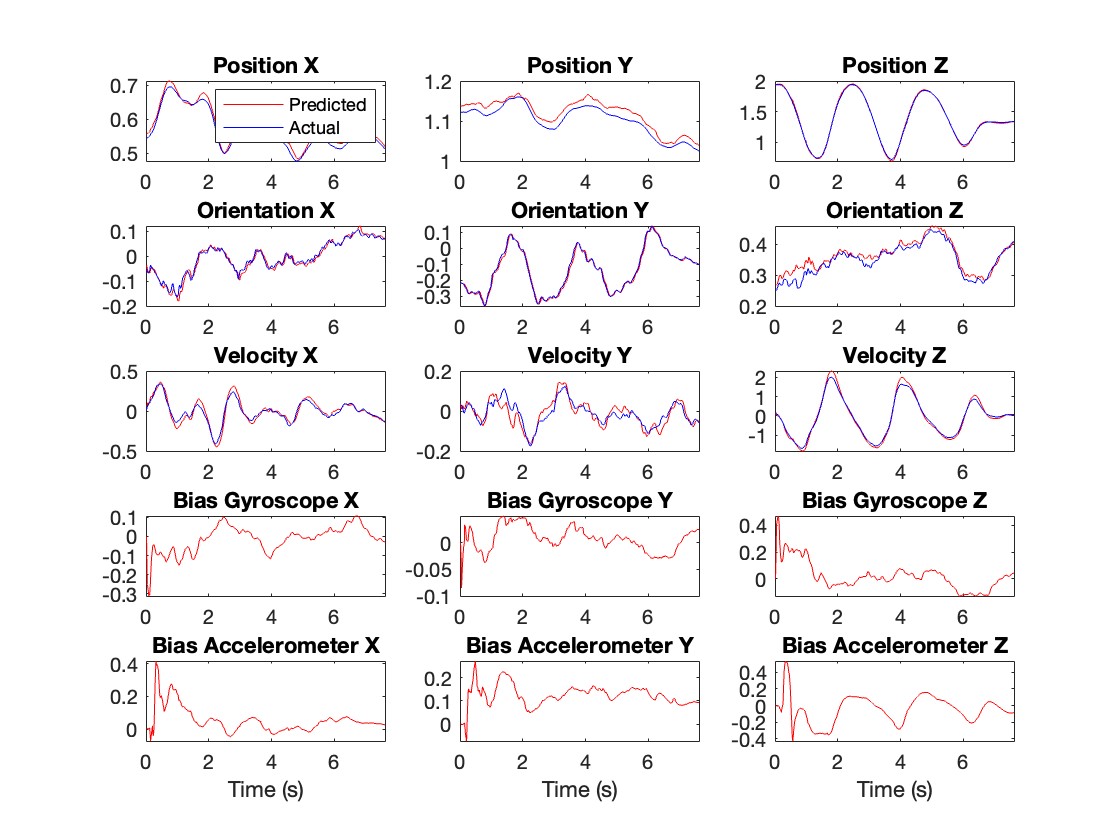 Position X Position Y Position Z
0.7 1.2 2
Predicted
0.6 1.1 1.5
Actual
0.5 1 1
0 2 4 6 0 2 4 6 0 2 4 6
Orientation X Orientation Y Orientation Z
0.1 0.1 0.4
0 -0.1 0.3
-0.1 -0.1 0.2
-0.2 -0.3
0 2 4 6 0 2 4 6 0 2 4 6
Velocity X Velocity Y Velocity Z
0.5 0.2 2
0 0 1
-0.5 -0.2 0
-1
0 2 4 6 0 2 4 6 0 2 4 6
Bias Gyroscope X Bias Gyroscope Y Bias Gyroscope Z
0.1 0 0.4
0 -0.05 0.2
-0.1 -0.1 0
-0.2
-0.3
0 2 4 6 0 2 4 6 0 2 4 6
Bias Accelerometer X Bias Accelerometer Y Bias Accelerometer Z
0.4 0.2 0.4
0.2 0.1 0.2
0 0 0
-0.2
-0.4
0 2 4 6 0 2 4 6 0 2 4 6
Time (s) Time (s) Time (s)